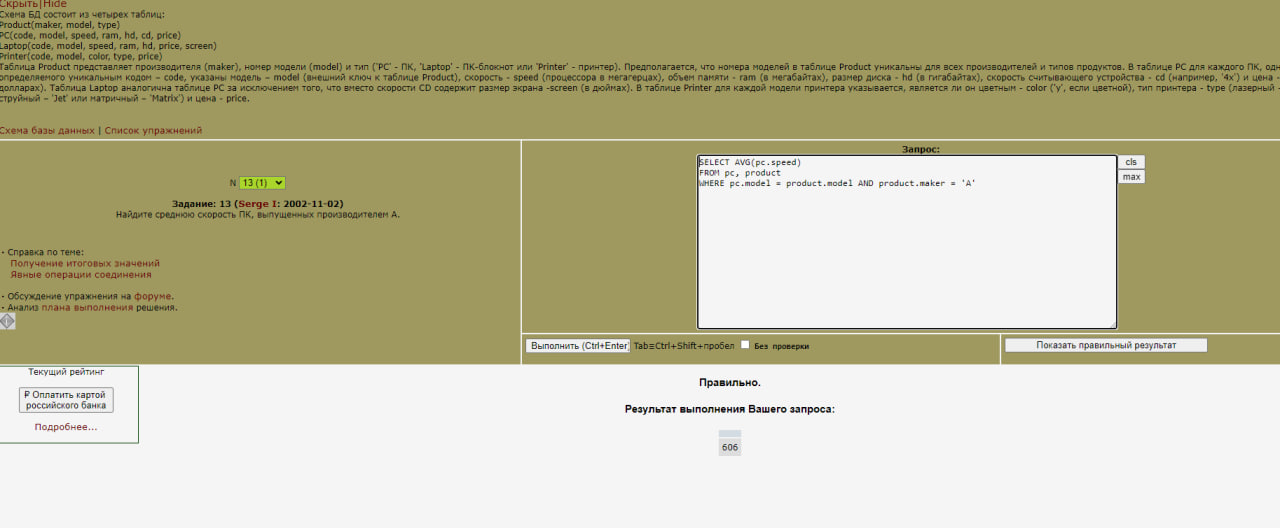 Скрыть|Hide
Схема БД состоит из четырех таблиц:
Product(maker, model, type)
PC(code, model, speed, ram, hd, cd, price)
Laptop(code, model, speed, ram, hd, price, screen)
Printer(code, model, color, type, price)
Таблица Product представляет производителя (maker), номер модели (model) и тип ('PC' - ПК, 'Laptop' - ПК-блокнот или 'Printer' - принтер). Предполагается, что номера моделей в таблице Product уникальны для всех производителей и типов продуктов. В таблице PC для каждого ПК, одн
определяемого уникальным кодом – code, указаны модель – model (внешний ключ к таблице Product), скорость - speed (процессора в мегагерцах), объем памяти - ram (в мегабайтах), размер диска - hd (в гигабайтах), скорость считывающего устройства - cd (например, '4x') и цена -
долларах). Таблица Laptop аналогична таблице РС за исключением того, что вместо скорости CD содержит размер экрана -screen (в дюймах). В таблице Printer для каждой модели принтера указывается, является ли он цветным - color ('y', если цветной), тип принтера - type (лазерный -
струйный – 'Jet' или матричный – 'Matrix') и цена - price.
Схема базы данных | Список упражнений
Запрос:
SELECT AVG(pc.speed)
FROM pc, product
WHERE pc.model = product.model AND product.maker = 'A'
cls
max
N 13 (1)
Задание: 13 (Serge I: 2002-11-02)
Найдите среднюю скорость ПК, выпущенных производителем A.
· Справка по теме:
Получение итоговых значений
Явные операции соединения
· Обсуждение упражнения на форуме.
· Анализ плана выполнения решения.
Выполнить (Ctrl+Enter) Tab≡Ctrl+Shift+пробел Без проверки
Показать правильный результат
Текущий рейтинг
₽ Оплатить картой
российского банка
Подробнее...
Правильно.
Результат выполнения Вашего запроса:
606